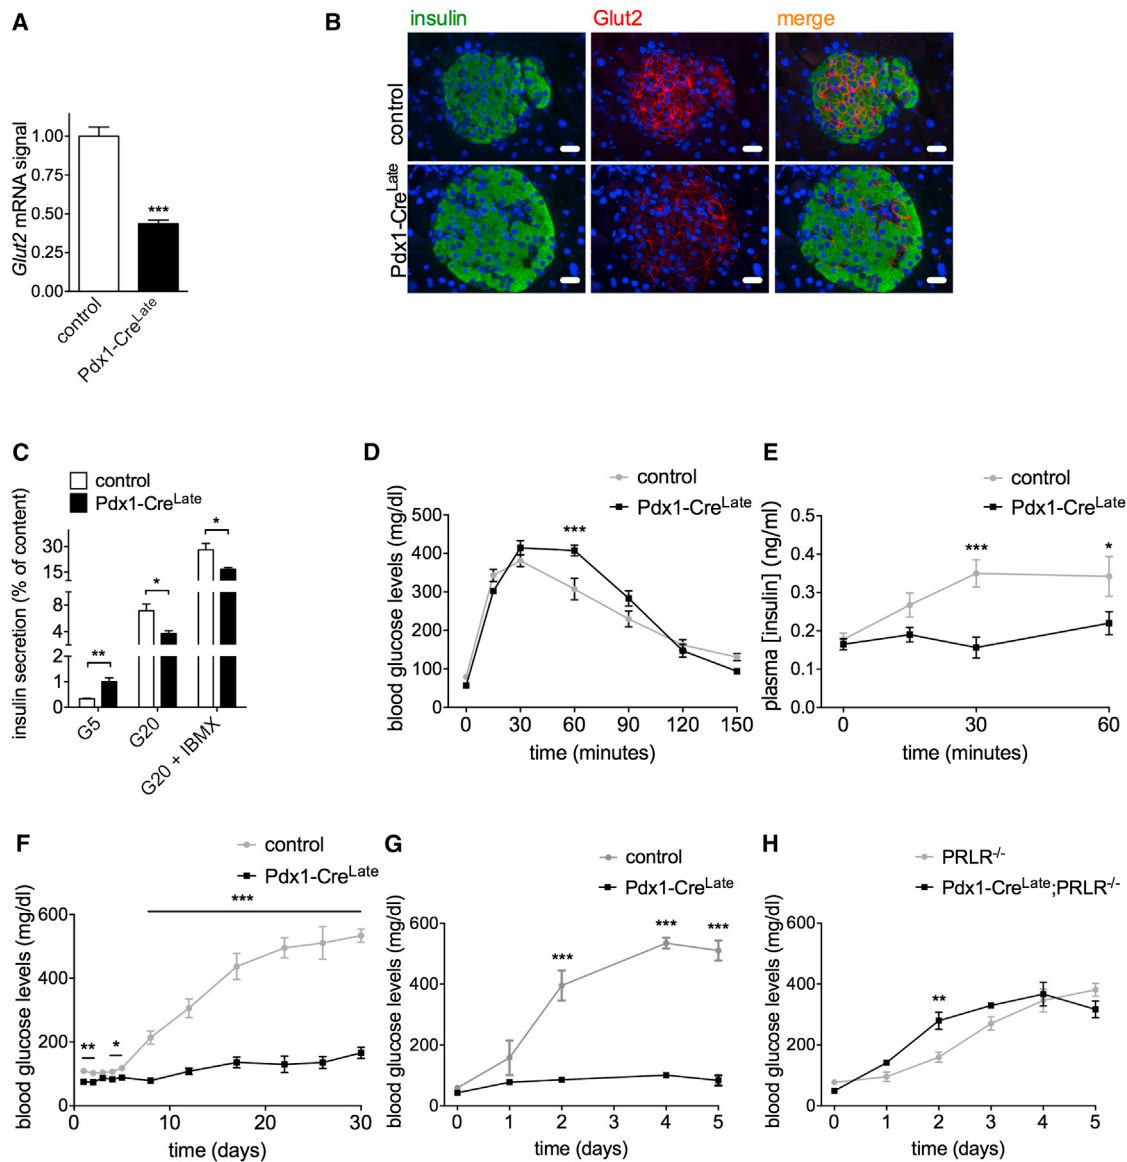 A
Glut2 mRNA signal
1.00
0.75
0.50
0.25
0.00
***
control
Pdx1-CreLate
B
insulin
Glut2
merge
control
Pdx1-CreLate
C
control
Pdx1-CreLate
insulin secretion (% of content)
30
15
8
4
2
1
0
**
*
*
G5
G20
G20 + IBMX
D
control
Pdx1-CreLate
blood glucose levels (mg/dl)
500
400
300
200
100
0
***
0
30
60
90
120
150
time (minutes)
E
control
Pdx1-CreLate
plasma [insulin] (ng/ml)
0.5
0.4
0.3
0.2
0.1
0.0
***
*
0
30
60
time (minutes)
F
control
Pdx1-CreLate
blood glucose levels (mg/dl)
600
400
200
0
**
*
***
0
10
20
30
time (days)
G
control
Pdx1-CreLate
blood glucose levels (mg/dl)
600
400
200
0
***
***
***
0
1
2
3
4
5
time (days)
H
PRLR-/-
Pdx1-CreLate;PRLR-/-
blood glucose levels (mg/dl)
600
400
200
0
**
0
1
2
3
4
5
time (days)